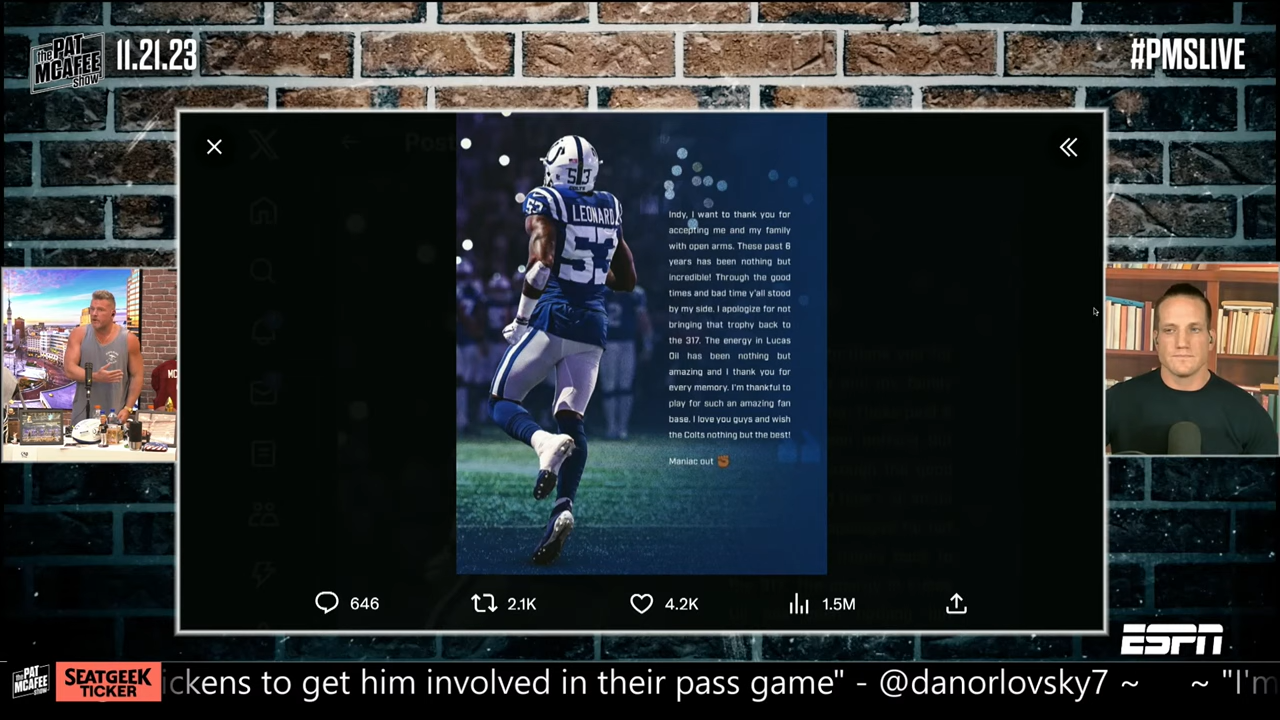 the PAT MCAFEE show
11.21.23
#PMSLIVE
Post
53
53
LEONARD
53
Indy, I want to thank you for
accepting me and my family
with open arms. These past 6
years has been nothing but
incredible! Through the good
times and bad time y'all stood
by my side. I apologize for not
bringing that trophy back to
the 317. The energy in Lucas
Oil has been nothing but
amazing and I thank you for
every memory. I'm thankful to
play for such an amazing fan
base. I love you guys and wish
the Colts nothing but the best!
Maniac out
646
2.1K
4.2K
1.5M
ESPN
the PAT MCAFEE show
SEATGEEK
TICKER
ickens to get him involved in their pass game" - @danorlovsky7 ~ ~ "I'm